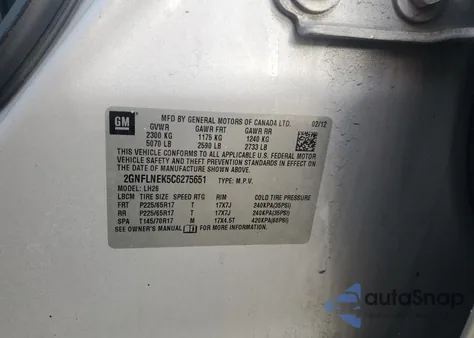 GM
MFD BY GENERAL MOTORS OF CANADA LTD. 02/12
GVWR GAWR FRT GAWR RR
2300 KG 1175 KG 1240 KG
5070 LB 2590 LB 2733 LB
THIS VEHICLE CONFORMS TO ALL APPLICABLE U.S. FEDERAL MOTOR
VEHICLE SAFETY, BUMPER, AND THEFT PREVENTION STANDARDS IN EFFECT ON THE
DATE OF MANUFACTURE SHOWN ABOVE.
2GNFLNEK5C6275651 TYPE: M.P.V.
MODEL: LH26
LBCM TIRE SIZE SPEED RTG RIM COLD TIRE PRESSURE
FRT P225/65R17 T 17X7J 240KPA(35PSI)
RR P225/65R17 T 17X7J 240KPA(35PSI)
SPA T145/70R17 M 17X4.5T 420KPA(60PSI)
SEE OWNER'S MANUAL FOR MORE INFORMATION.
autoSnap